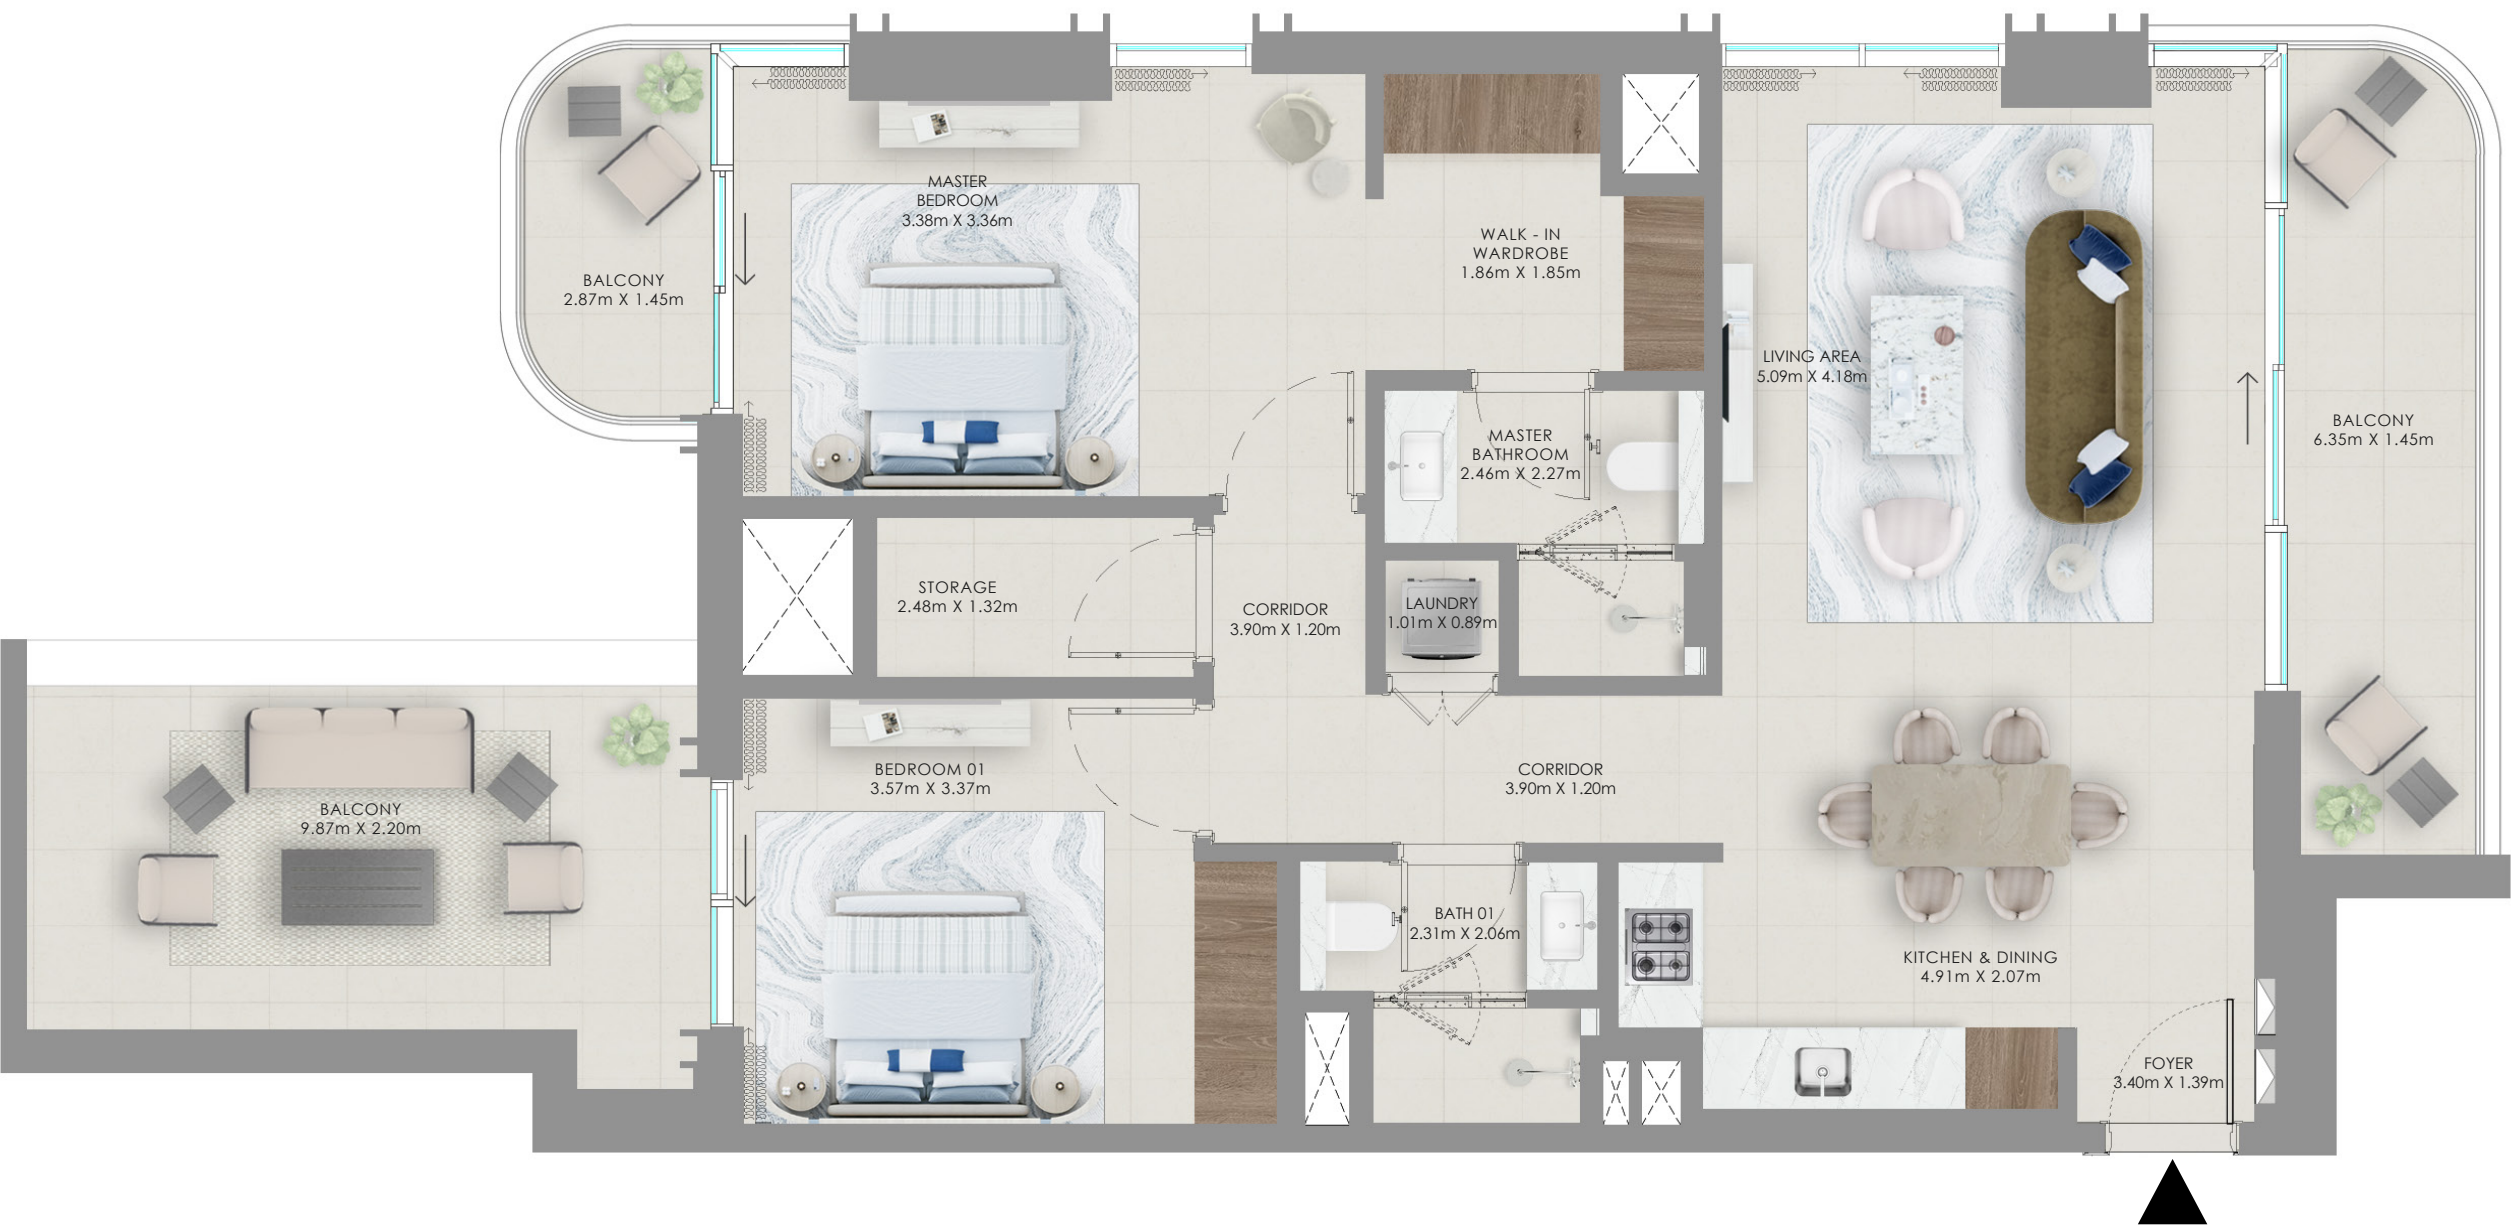 MASTER
BEDROOM
3.38m X 3.36m
WALK - IN
WARDROBE
1.86m X 1.85m
BALCONY
2.87m X 1.45m
LIVING AREA
5.09m X 4.18m
BALCONY
6.35m X 1.45m
MASTER
BATHROOM
2.46m X 2.27m
STORAGE
2.48m X 1.32m
CORRIDOR
3.90m X 1.20m
LAUNDRY
1.01m X 0.89m
BEDROOM 01
3.57m X 3.37m
CORRIDOR
3.90m X 1.20m
BALCONY
9.87m X 2.20m
BATH 01
2.31m X 2.06m
KITCHEN & DINING
4.91m X 2.07m
FOYER
3.40m X 1.39m